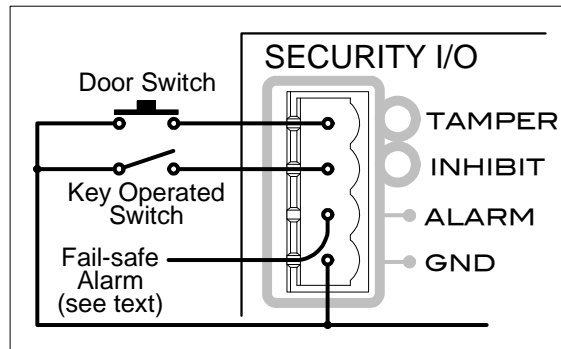 SECURITY I/O
Door Switch
TAMPER
INHIBIT
Key Operated
Switch
ALARM
Fail-safe
Alarm
(see text)
GND